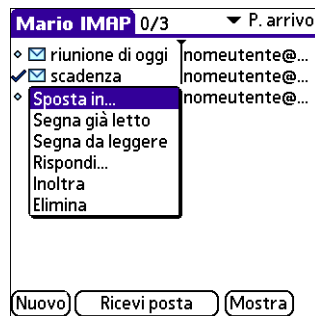 Mario IMAP 0/3 P. arrivo
riunione di oggi nomeutente@...
scadenza nomeutente@...
nomeutente@...
Sposta in...
Segna già letto
Segna da leggere
Rispondi...
Inoltra
Elimina
Nuovo Ricevi posta Mostra